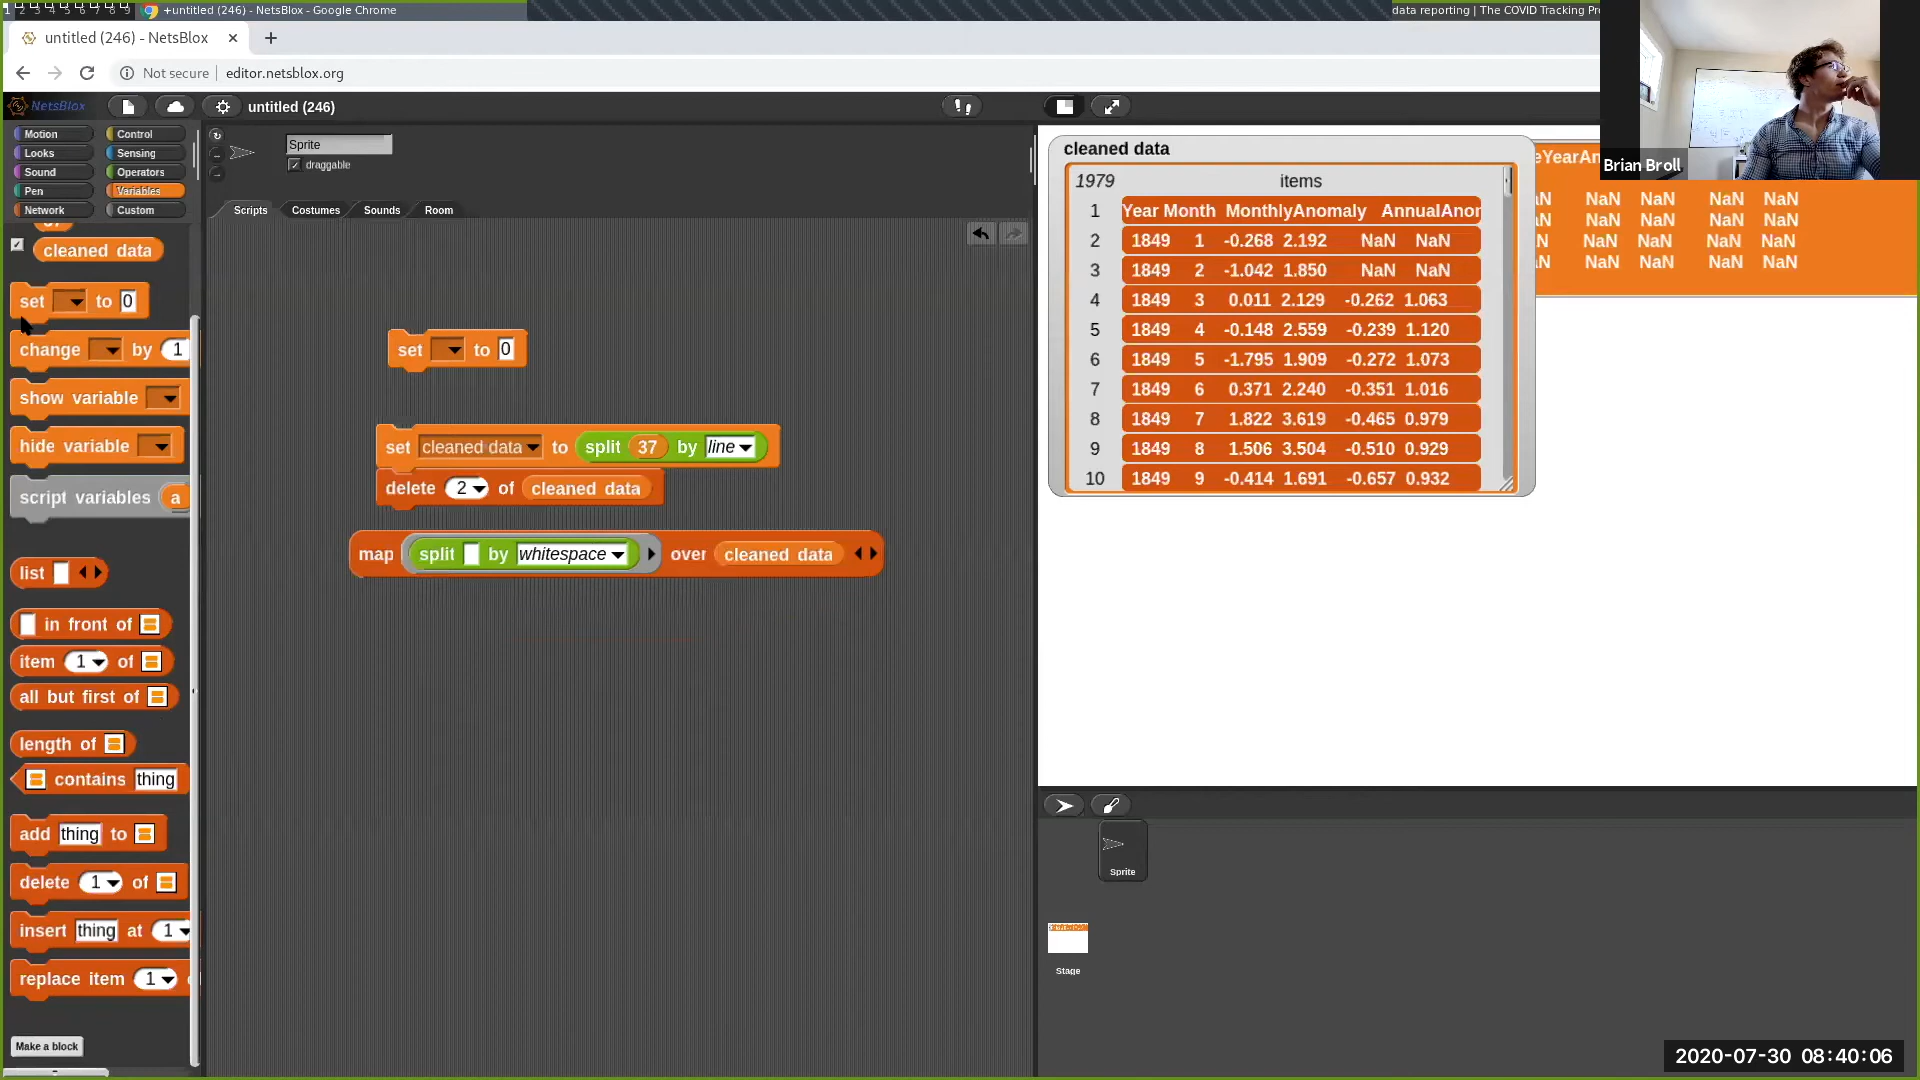 1 2 3 4 5 6 7 8 9 +untitled (246) - NetsBlox - Google Chrome data reporting | The COVID Tracking Pr
untitled (246) - NetsBlox
Not secure editor.netsblox.org
NetsBlox untitled (246)
Motion Control
Looks Sensing
Sound Operators
Pen Variables
Network Custom
Sprite
draggable
Scripts Costumes Sounds Room
37
cleaned data
set to 0
change by 1
show variable
hide variable
script variables a
list
in front of
item 1 of
all but first of
length of
contains thing
add thing to
delete 1 of
insert thing at 1
replace item 1
Make a block
set to 0
set cleaned data to split 37 by line
delete 2 of cleaned data
map split by whitespace over cleaned data
cleaned data
1979 items
1 Year Month MonthlyAnomaly AnnualAnor
2 1849 1 -0.268 2.192 NaN NaN
3 1849 2 -1.042 1.850 NaN NaN
4 1849 3 0.011 2.129 -0.262 1.063
5 1849 4 -0.148 2.559 -0.239 1.120
6 1849 5 -1.795 1.909 -0.272 1.073
7 1849 6 0.371 2.240 -0.351 1.016
8 1849 7 1.822 3.619 -0.465 0.979
9 1849 8 1.506 3.504 -0.510 0.929
10 1849 9 -0.414 1.691 -0.657 0.932
eYearAn
N NaN NaN NaN NaN
N NaN NaN NaN NaN
N NaN NaN NaN NaN
N NaN NaN NaN NaN
Brian Broll
Sprite
Stage
2020-07-30 08:40:06